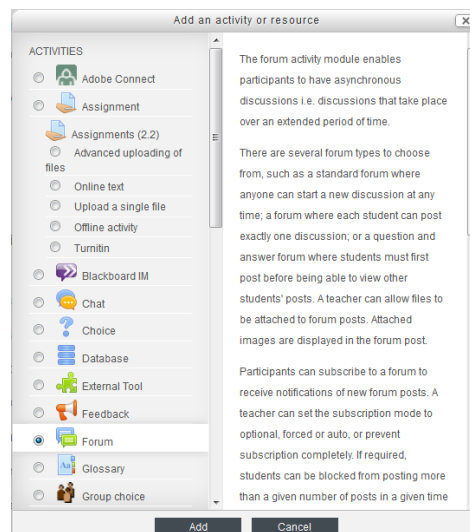 Add an activity or resource
ACTIVITIES
Adobe Connect
Assignment
Assignments (2.2)
Advanced uploading of
files
Online text
Upload a single file
Offline activity
Turnitin
Blackboard IM
Chat
Choice
Database
External Tool
Feedback
Forum
Aa
Glossary
Group choice
The forum activity module enables
participants to have asynchronous
discussions i.e. discussions that take place
over an extended period of time.
There are several forum types to choose
from, such as a standard forum where
anyone can start a new discussion at any
time; a forum where each student can post
exactly one discussion; or a question and
answer forum where students must first
post before being able to view other
students' posts. A teacher can allow files to
be attached to forum posts. Attached
images are displayed in the forum post.
Participants can subscribe to a forum to
receive notifications of new forum posts. A
teacher can set the subscription mode to
optional, forced or auto, or prevent
subscription completely. If required,
students can be blocked from posting more
than a given number of posts in a given time
Add
Cancel